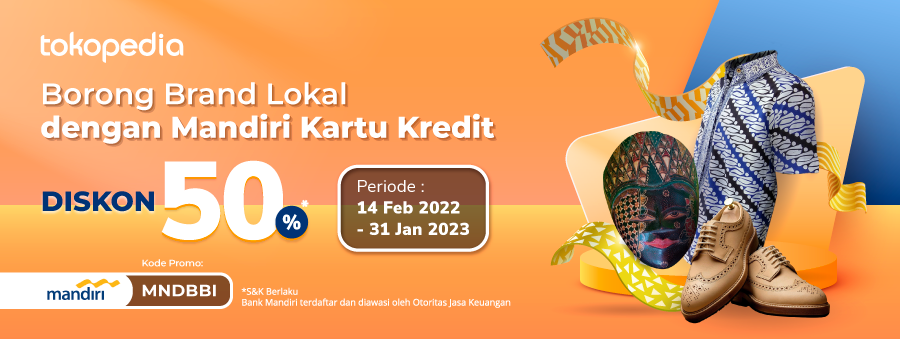 tokopedia
Borong Brand Lokal
dengan Mandiri Kartu Kredit
DISKON 50%*
Periode :
14 Feb 2022
- 31 Jan 2023
Kode Promo:
mandiri MNDBBI
*S&K Berlaku
Bank Mandiri terdaftar dan diawasi oleh Otoritas Jasa Keuangan